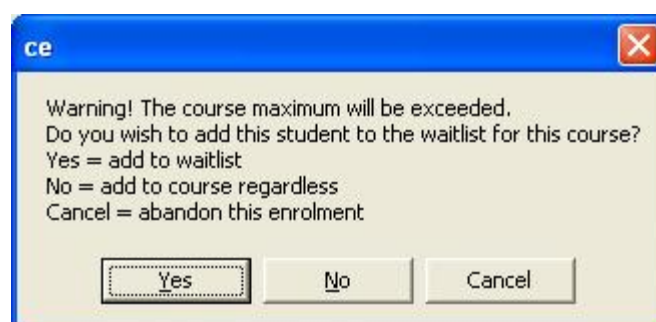 ce
Warning! The course maximum will be exceeded.
Do you wish to add this student to the waitlist for this course?
Yes = add to waitlist
No = add to course regardless
Cancel = abandon this enrolment
Yes No Cancel